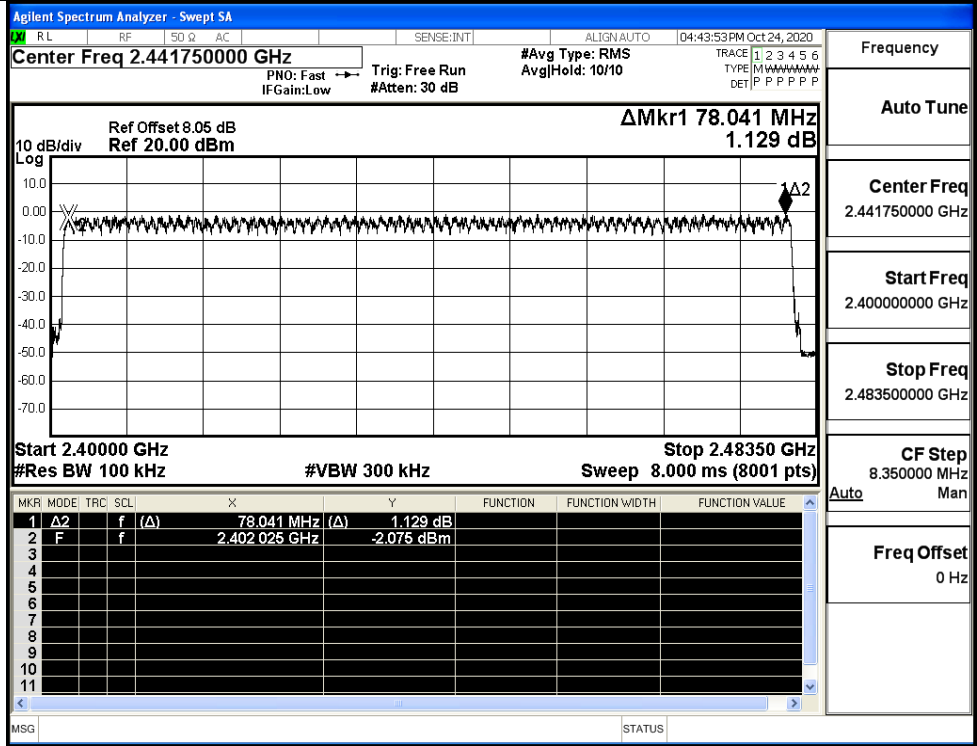 Agilent Spectrum Analyzer - Swept SA
LXI RL RF 50 Ω AC SENSE:INT ALIGNAUTO 04:43:53 PM Oct 24, 2020
Center Freq 2.441750000 GHz
PNO: Fast
IFGain:Low
Trig: Free Run
#Atten: 30 dB
#Avg Type: RMS
Avg|Hold: 10/10
TRACE 1 2 3 4 5 6
TYPE M WWWWW
DET P P P P P P
ΔMkr1 78.041 MHz
1.129 dB
Ref Offset 8.05 dB
10 dB/div Ref 20.00 dBm
Log
10.0
0.00
-10.0
-20.0
-30.0
-40.0
-50.0
-60.0
-70.0
1Δ2
2
Start 2.40000 GHz Stop 2.48350 GHz
#Res BW 100 kHz #VBW 300 kHz Sweep 8.000 ms (8001 pts)
MKR MODE TRC SCL X Y FUNCTION FUNCTION WIDTH FUNCTION VALUE
1 Δ2 f (Δ) 78.041 MHz (Δ) 1.129 dB
2 F f 2.402 025 GHz -2.075 dBm
3
4
5
6
7
8
9
10
11
MSG STATUS
Frequency
Auto Tune
Center Freq
2.441750000 GHz
Start Freq
2.400000000 GHz
Stop Freq
2.483500000 GHz
CF Step
8.350000 MHz
Auto Man
Freq Offset
0 Hz